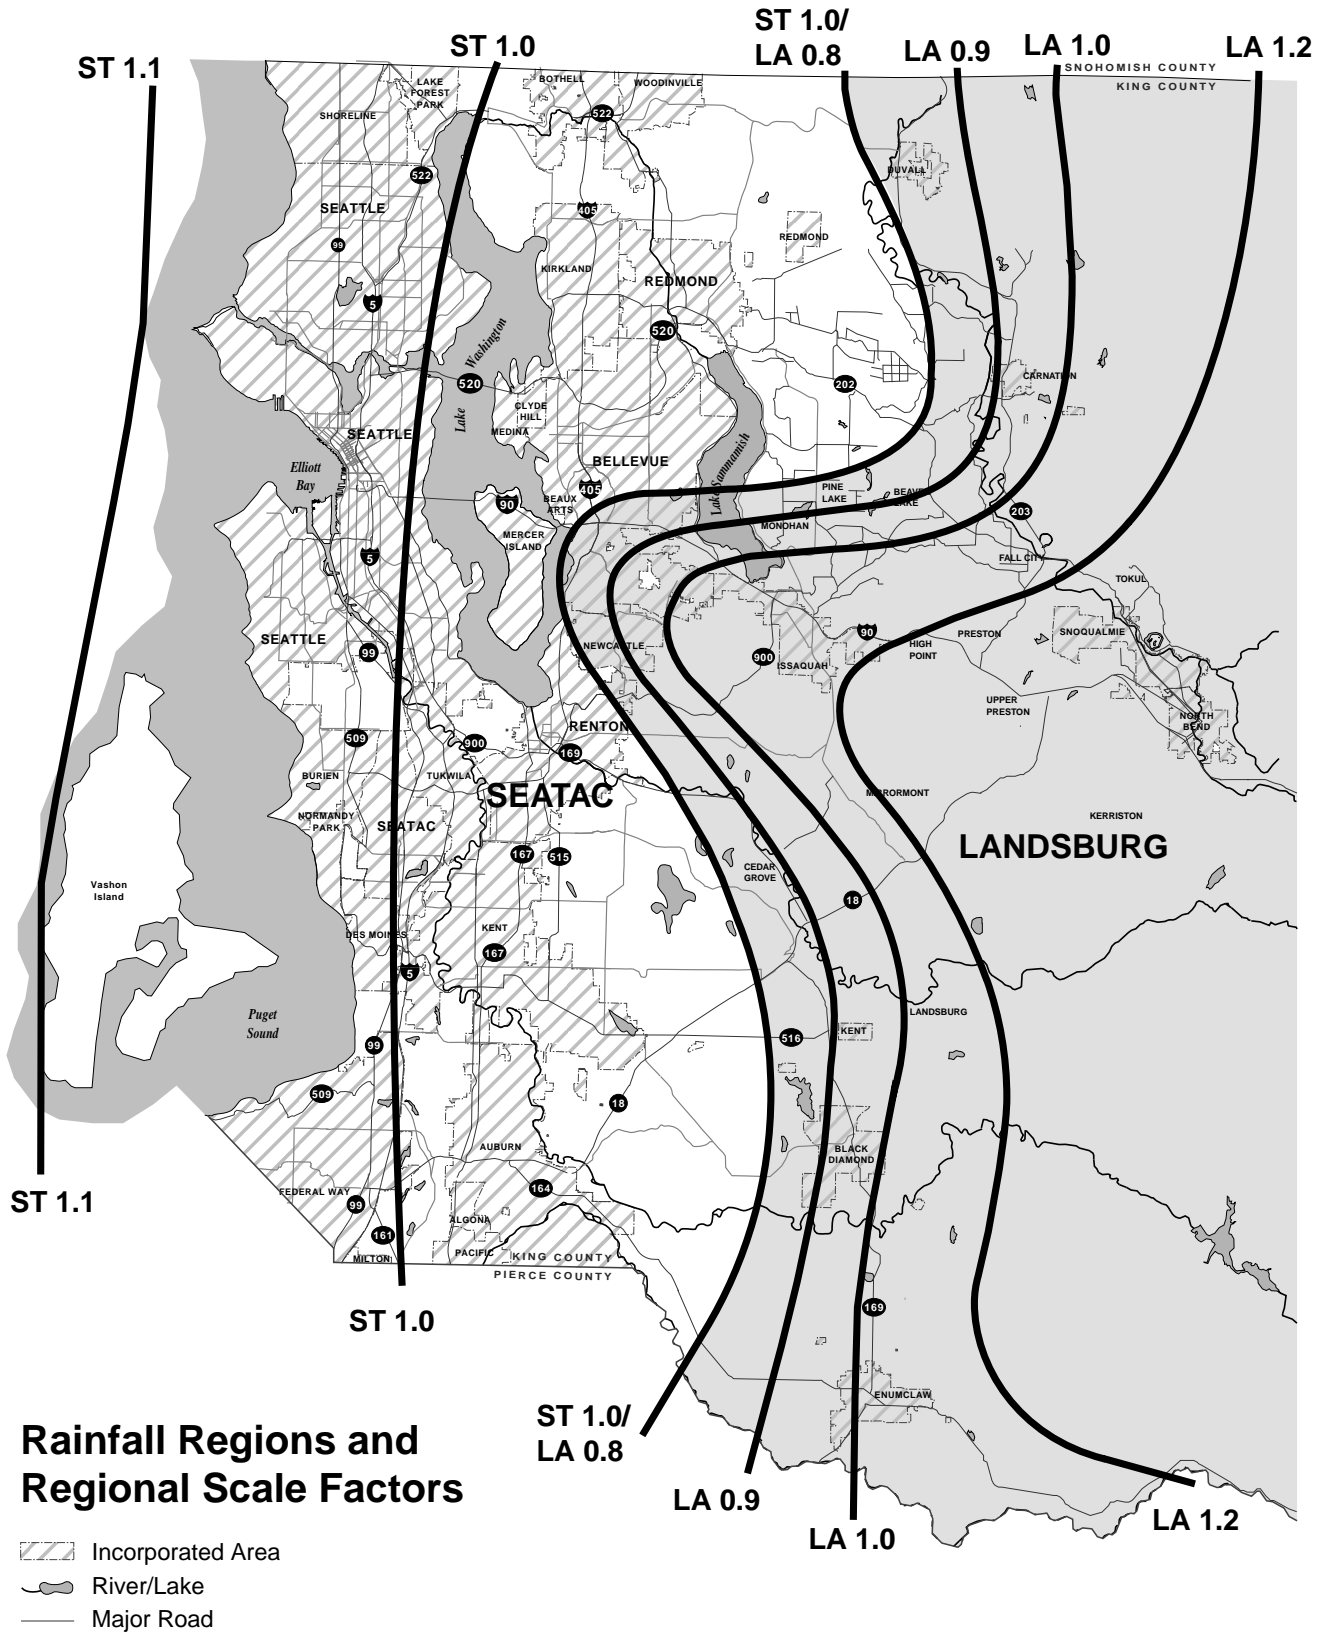 ST 1.1
ST 1.0
ST 1.0/
LA 0.8
LA 0.9
LA 1.0
LA 1.2
SNOHOMISH COUNTY
KING COUNTY
LAKE
FOREST
PARK
BOTHELL
WOODINVILLE
SHORELINE
522
522
DUVALL
SEATTLE
405
REDMOND
99
KIRKLAND
REDMOND
5
520
Lake Washington
520
202
CARNATION
CLYDE
HILL
MEDINA
SEATTLE
BELLEVUE
Elliott
Bay
405
Lake Sammamish
PINE
LAKE
BEAVER
LAKE
90
BEAUX
ARTS
203
MONOHAN
MERCER
ISLAND
5
FALL CITY
TOKUL
SEATTLE
99
NEWCASTLE
900
ISSAQUAH
90
HIGH
POINT
PRESTON
SNOQUALMIE
UPPER
PRESTON
NORTH
BEND
RENTON
509
900
169
BURIEN
TUKWILA
SEATAC
MIRRORMONT
NORMANDY
PARK
SEATAC
KERRISTON
LANDSBURG
167
515
CEDAR
GROVE
Vashon
Island
18
DES MOINES
KENT
167
5
LANDSBURG
Puget
Sound
99
516
KENT
509
18
AUBURN
BLACK
DIAMOND
FEDERAL WAY
99
164
161
ALGONA
MILTON
PACIFIC
KING COUNTY
PIERCE COUNTY
ST 1.1
ST 1.0
169
ENUMCLAW
ST 1.0/
LA 0.8
LA 0.9
LA 1.0
LA 1.2
Rainfall Regions and
Regional Scale Factors
Incorporated Area
River/Lake
Major Road